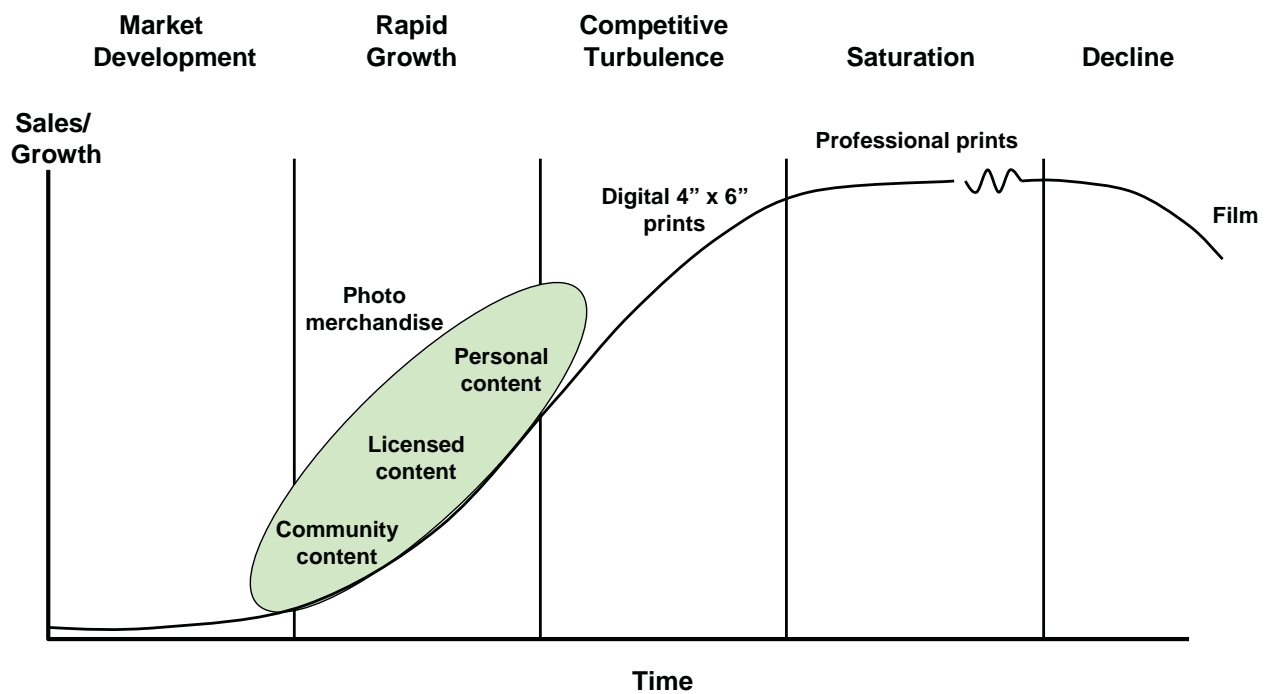 Market
Development
Rapid
Growth
Competitive
Turbulence
Saturation
Decline
Sales/
Growth
Professional prints
Digital 4” x 6”
prints
Film
Photo
merchandise
Personal
content
Licensed
content
Community
content
Time